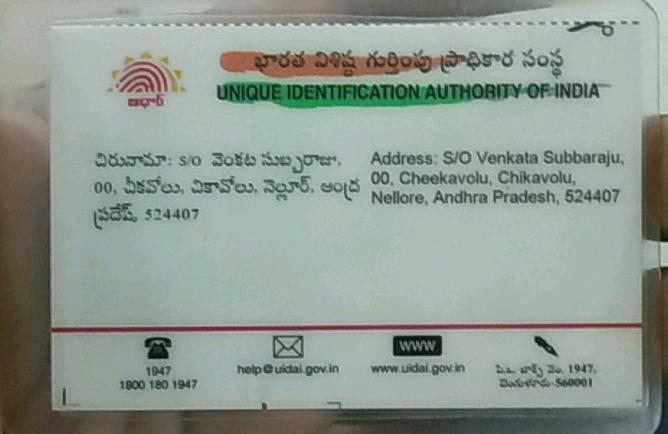 భారత విశిష్ట గుర్తింపు ప్రాధికార సంస్థ
UNIQUE IDENTIFICATION AUTHORITY OF INDIA
ఆధార్
చిరునామా: S/O వెంకట సుబ్బరాజు,
00, చీకవోలు, చికావోలు, నెల్లూర్, ఆంధ్ర
ప్రదేష్, 524407
Address: S/O Venkata Subbaraju,
00, Cheekavolu, Chikavolu,
Nellore, Andhra Pradesh, 524407
1947
1800 180 1947
help@uidai.gov.in
WWW
www.uidai.gov.in
పి.ఒ. బాక్స్ నెం. 1947,
బెంగుళూరు-560001